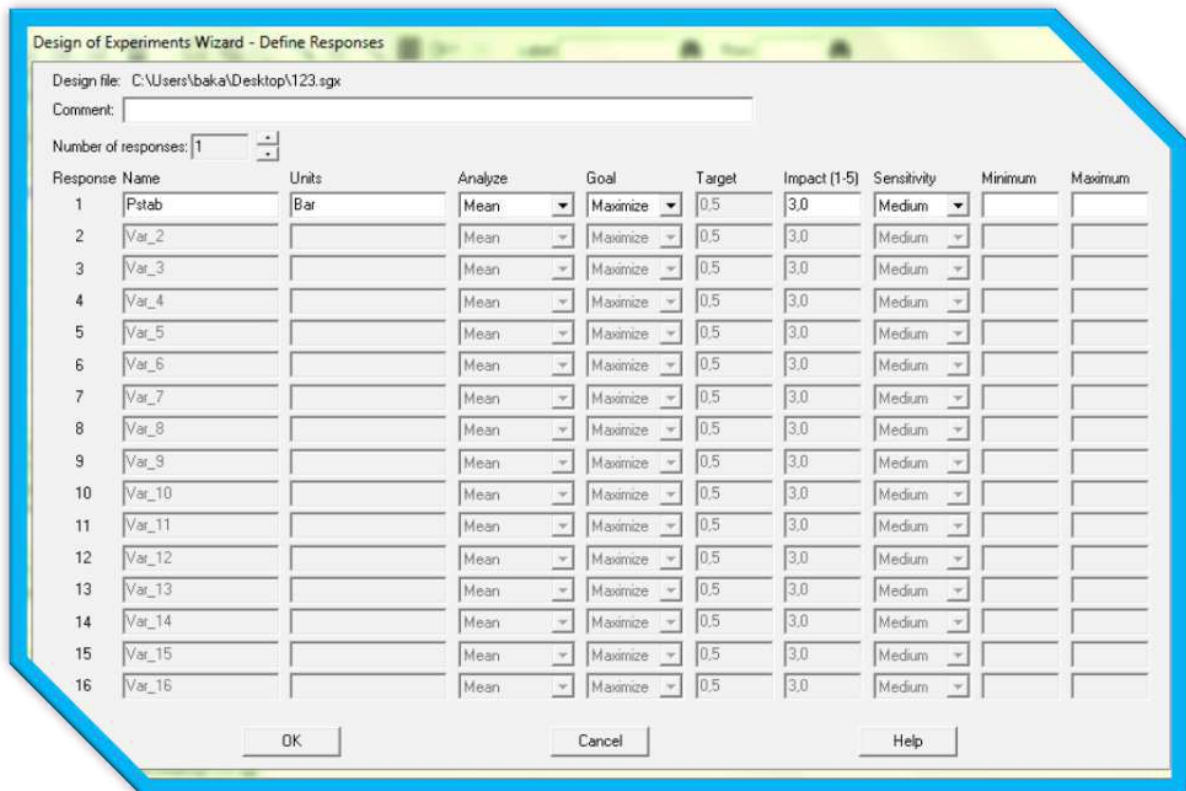 Design of Experiments Wizard - Define Responses
Design file: C:\Users\baka\Desktop\123.sgx
Comment:
Number of responses: 1
Response Name Units Analyze Goal Target Impact (1-5) Sensitivity Minimum Maximum
1 Pstab Bar Mean Maximize 0,5 3,0 Medium
2 Var_2 Mean Maximize 0,5 3,0 Medium
3 Var_3 Mean Maximize 0,5 3,0 Medium
4 Var_4 Mean Maximize 0,5 3,0 Medium
5 Var_5 Mean Maximize 0,5 3,0 Medium
6 Var_6 Mean Maximize 0,5 3,0 Medium
7 Var_7 Mean Maximize 0,5 3,0 Medium
8 Var_8 Mean Maximize 0,5 3,0 Medium
9 Var_9 Mean Maximize 0,5 3,0 Medium
10 Var_10 Mean Maximize 0,5 3,0 Medium
11 Var_11 Mean Maximize 0,5 3,0 Medium
12 Var_12 Mean Maximize 0,5 3,0 Medium
13 Var_13 Mean Maximize 0,5 3,0 Medium
14 Var_14 Mean Maximize 0,5 3,0 Medium
15 Var_15 Mean Maximize 0,5 3,0 Medium
16 Var_16 Mean Maximize 0,5 3,0 Medium
OK Cancel Help